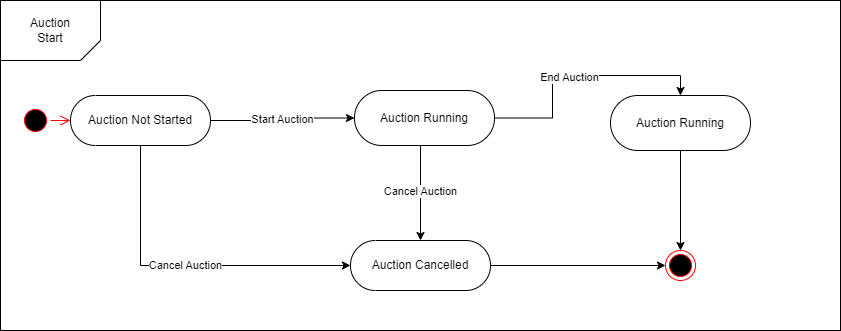 Auction
Start
End Auction
Auction Not Started
Start Auction
Auction Running
Auction Running
Cancel Auction
Cancel Auction
Auction Cancelled